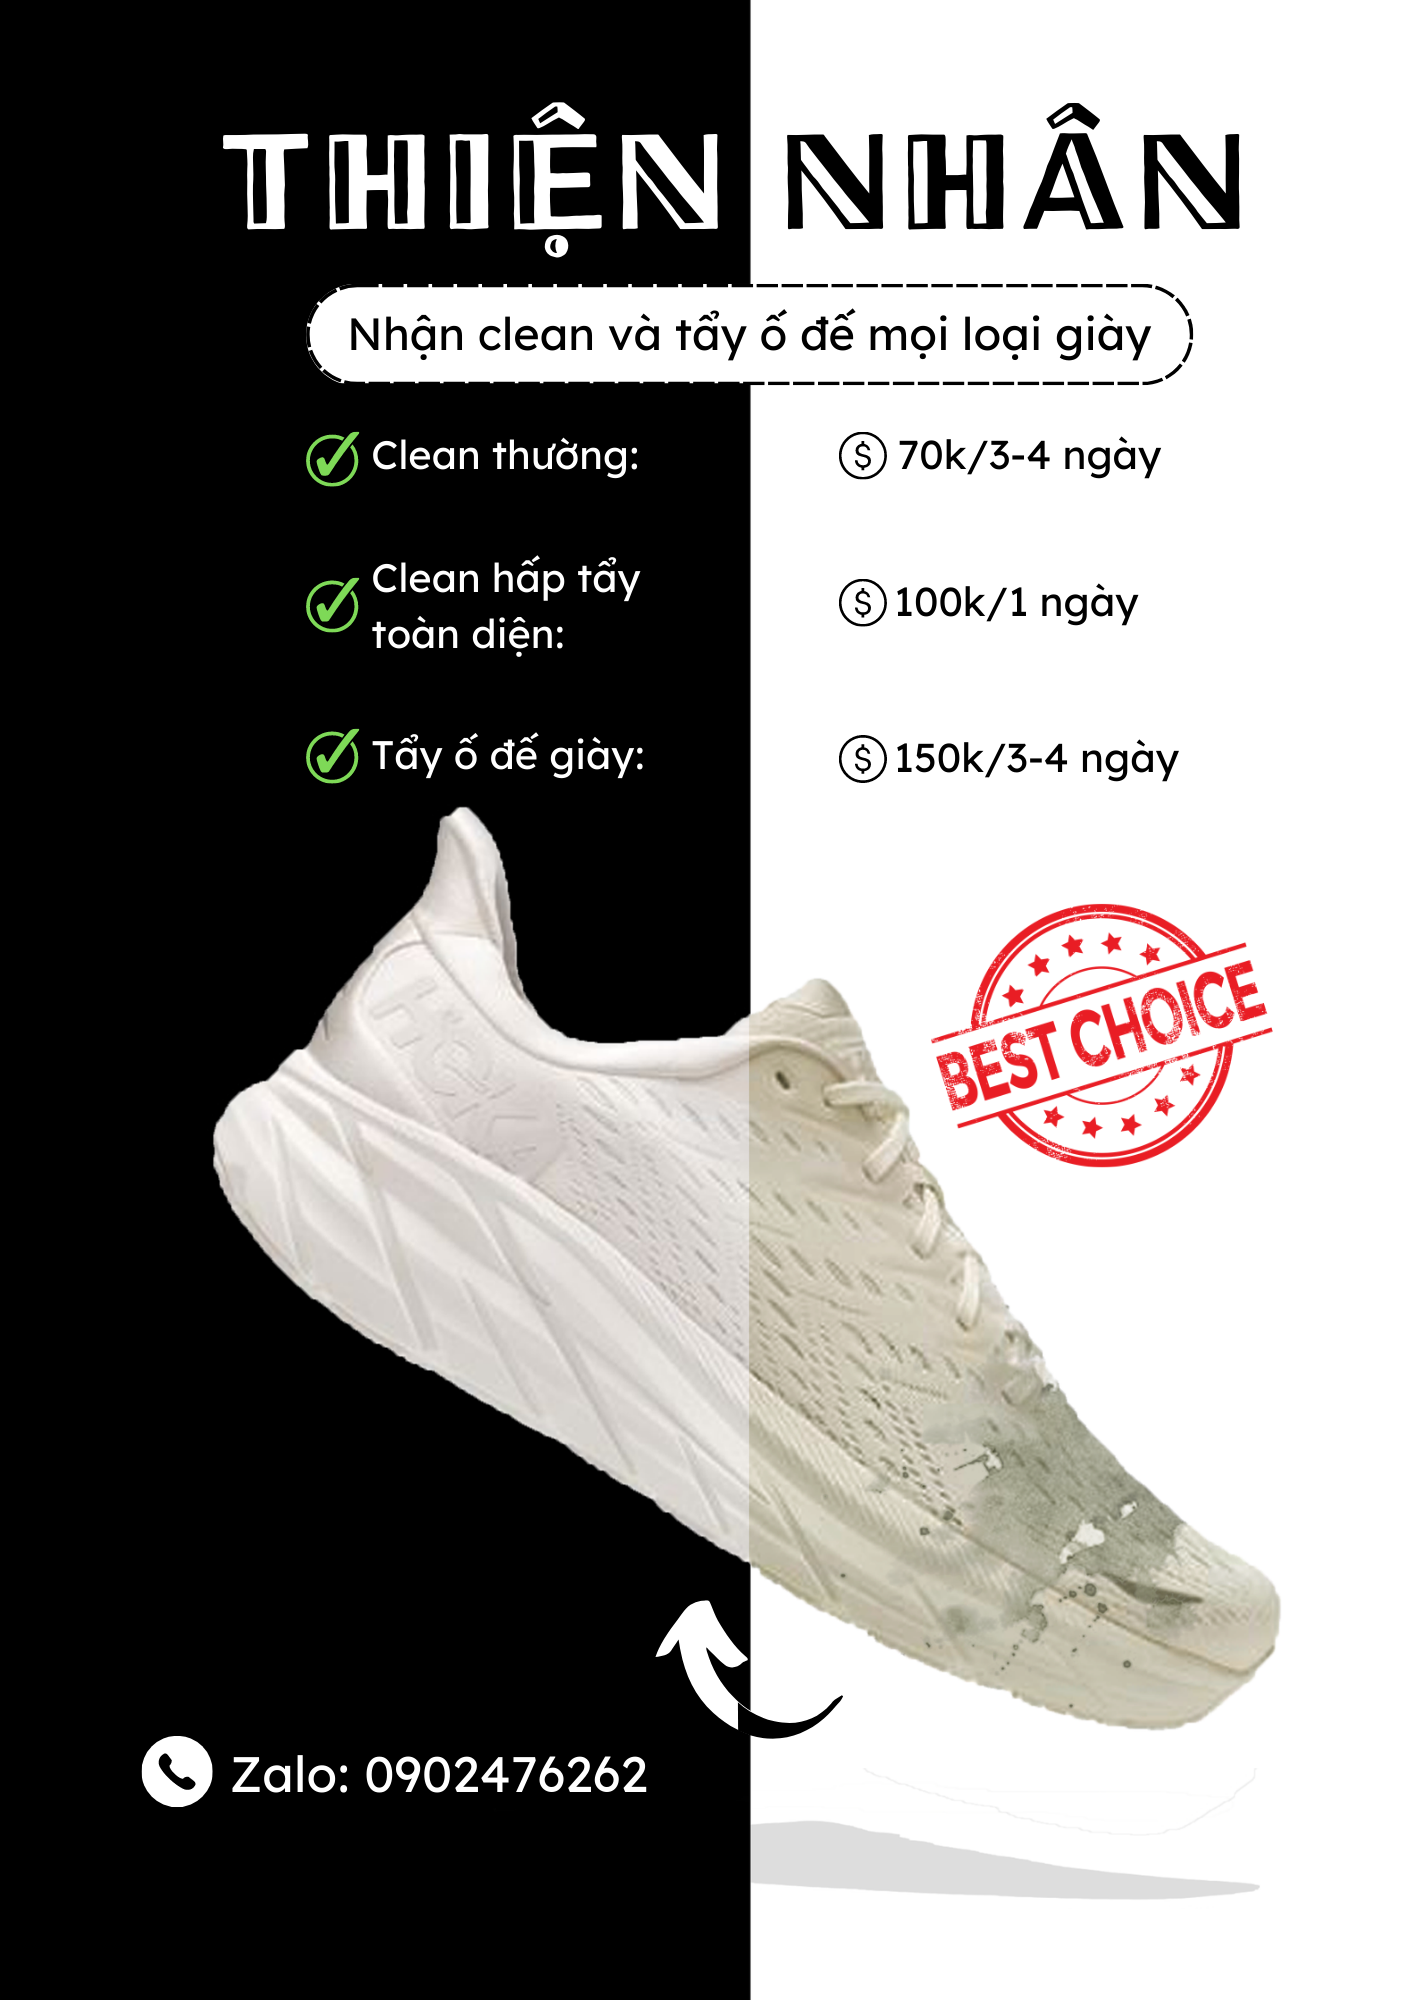 THIỆN NHÂN
Nhận clean và tẩy ố đế mọi loại giày
Clean thường:
$ 70k/3-4 ngày
Clean hấp tẩy
toàn diện:
$ 100k/1 ngày
Tẩy ố đế giày:
$ 150k/3-4 ngày
BEST CHOICE
Zalo: 0902476262